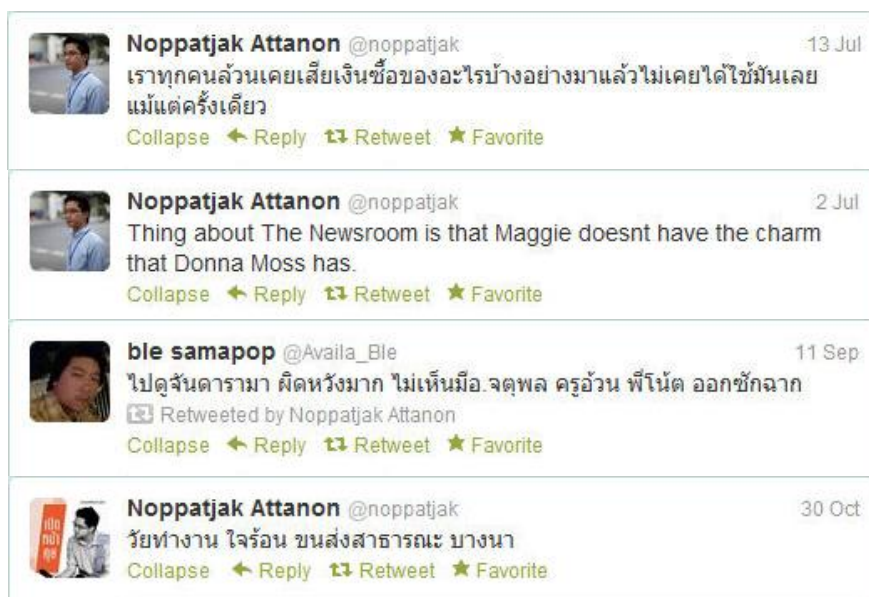 Noppatjak Attanon @noppatjak 13 Jul
เราทุกคนล้วนเคยเสียเงินซื้อของอะไรบ้างอย่างมาแล้วไม่เคยได้ใช้มันเลย
แม้แต่ครั้งเดียว
Collapse Reply Retweet Favorite
Noppatjak Attanon @noppatjak 2 Jul
Thing about The Newsroom is that Maggie doesnt have the charm
that Donna Moss has.
Collapse Reply Retweet Favorite
ble samapop @Availa_Ble 11 Sep
ไปดูจันดารามา ผิดหวังมาก ไม่เห็นมือ.จตุพล ครูอ้วน พี่โน้ต ออกซักฉาก
Retweeted by Noppatjak Attanon
Collapse Reply Retweet Favorite
Noppatjak Attanon @noppatjak 30 Oct
เปิด
หน้า
คุย
วัยทำงาน ใจร้อน ขนส่งสาธารณะ บางนา
Collapse Reply Retweet Favorite